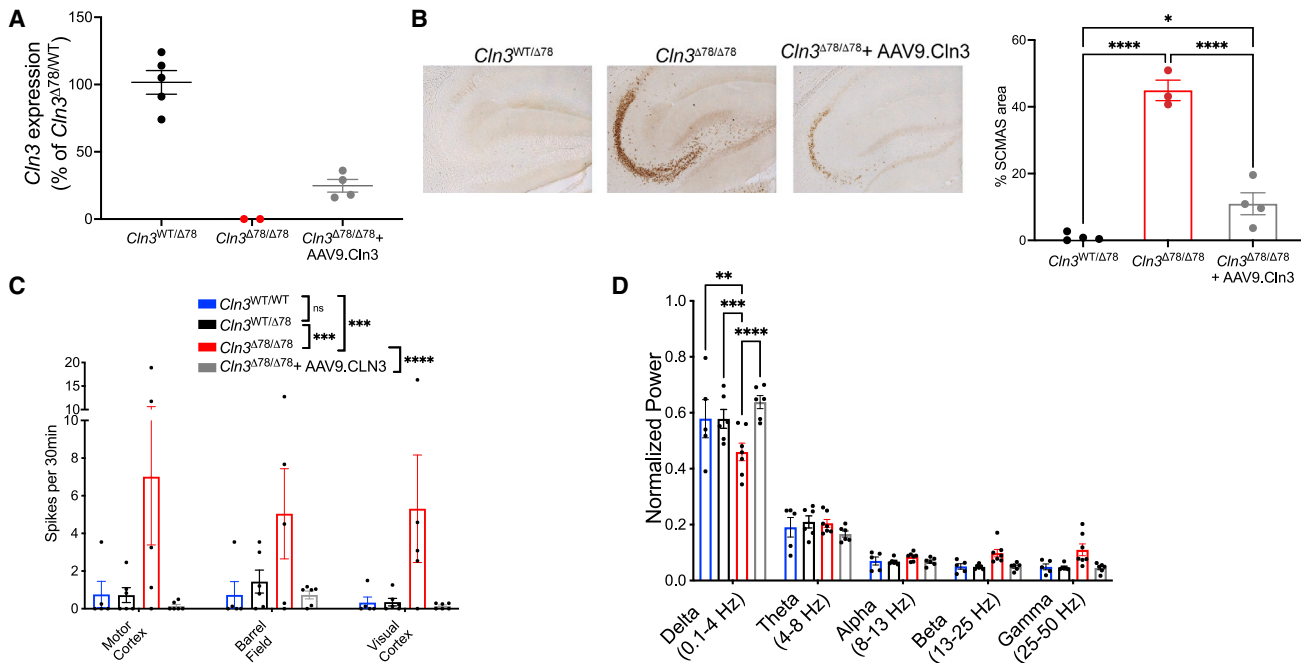 A
Cln3 expression
(% of Cln3Δ78/WT)
150
100
50
0
Cln3WT/Δ78
Cln3Δ78/Δ78
Cln3Δ78/Δ78+
AAV9.Cln3
B
Cln3WT/Δ78
Cln3Δ78/Δ78
Cln3Δ78/Δ78+ AAV9.Cln3
% SCMAS area
60
40
20
0
*
****
****
Cln3WT/Δ78
Cln3Δ78/Δ78
Cln3Δ78/Δ78
+ AAV9.Cln3
C
Cln3WT/WT
Cln3WT/Δ78
Cln3Δ78/Δ78
Cln3Δ78/Δ78+ AAV9.CLN3
ns
***
***
****
Spikes per 30min
20
15
10
8
6
4
2
0
Motor
Cortex
Barrel
Field
Visual
Cortex
D
Normalized Power
1.0
0.8
0.6
0.4
0.2
0.0
**
***
****
Delta
(0.1-4 Hz)
Theta
(4-8 Hz)
Alpha
(8-13 Hz)
Beta
(13-25 Hz)
Gamma
(25-50 Hz)